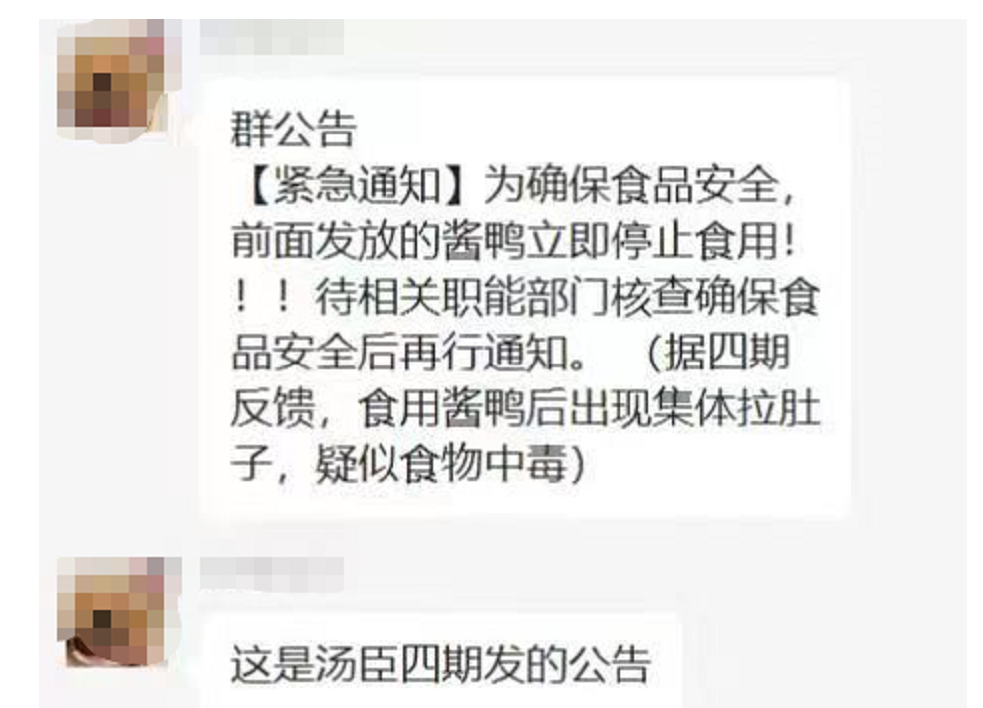 群公告
【紧急通知】为确保食品安全，
前面发放的酱鸭立即停止食用！
！！待相关职能部门核查确保食
品安全后再行通知。（据四期
反馈，食用酱鸭后出现集体拉肚
子，疑似食物中毒）
这是汤臣四期发的公告